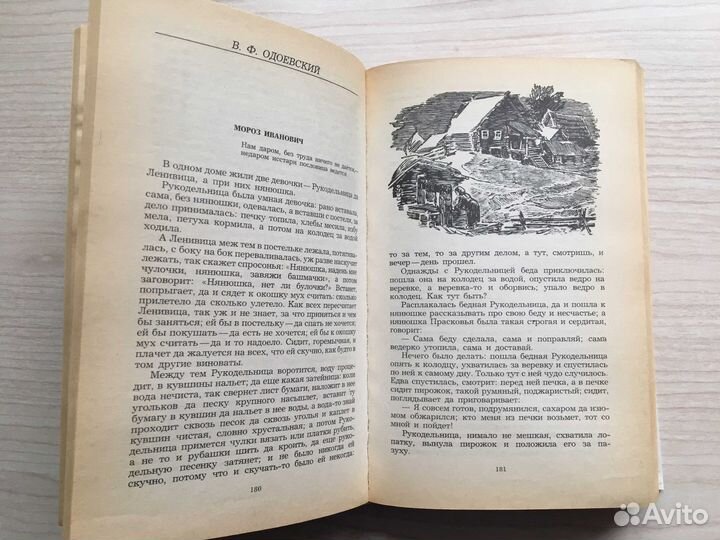 В. Ф. ОДОЕВСКИЙ
МОРОЗ ИВАНОВИЧ
Нам даром, без труда ничего не дается,—
недаром исстари пословица ведется.
В одном доме жили две девочки — Рукодельница да
Ленивица, а при них нянюшка.
Рукодельница была умная девочка: рано вставала,
сама, без нянюшки, одевалась, а вставши с постели, за
дело принималась: печку топила, хлебы месила, избу
мела, петуха кормила, а потом на колодец за водой
ходила.
А Ленивица меж тем в постельке лежала, потягива-
лась, с боку на бок переваливалась, уж разве наскучит
лежать, так скажет спросонья: «Нянюшка, надень мне
чулочки, нянюшка, завяжи башмачки», а потом
заговорит: «Нянюшка, нет ли булочки?» Встанет,
попрыгает, да и сядет к окошку мух считать: сколько
прилетело да сколько улетело. Как всех пересчитает
Ленивица, так уж и не знает, за что приняться и чем
бы заняться; ей бы в постельку — да спать не хочется;
ей бы покушать — да есть не хочется; ей бы к окошку
мух считать — да и то надоело. Сидит, горемычная, и
плачет да жалуется на всех, что ей скучно, как будто в
том другие виноваты.
Между тем Рукодельница воротится, воду проце-
дит, в кувшины нальет; да еще какая затейница: коли
вода нечиста, так свернет лист бумаги, наложит в нее
угольков да песку крупного насыплет, вставит ту
бумагу в кувшин да нальет в нее воды, а вода-то знай
проходит сквозь песок да сквозь уголья и каплет в
кувшин чистая, словно хрустальная; а потом Руко-
дельница примется чулки вязать или платки рубить,
а не то и рубашки шить да кроить, да еще руко-
дельную песенку затянет; и не было никогда ей
скучно, потому что и скучать-то было ей некогда:
180
то за тем, то за другим делом, а тут, смотришь, и
вечер — день прошел.
Однажды с Рукодельницей беда приключилась:
пошла она на колодец за водой, опустила ведро на
веревке, а веревка-то и оборвись; упало ведро в
колодец. Как тут быть?
Расплакалась бедная Рукодельница, да и пошла к
нянюшке рассказывать про свою беду и несчастье; а
нянюшка Прасковья была такая строгая и сердитая,
говорит:
— Сама беду сделала, сама и поправляй; сама
ведерко утопила, сама и доставай.
Нечего было делать: пошла бедная Рукодельница
опять к колодцу, ухватилась за веревку и спустилась
по ней к самому дну. Только тут с ней чудо случилось.
Едва спустилась, смотрит: перед ней печка, а в печке
сидит пирожок, такой румяный, поджаристый; сидит,
поглядывает да приговаривает:
— Я совсем готов, подрумянился, сахаром да изю-
мом обжарился; кто меня из печки возьмет, тот со
мной и пойдет!
Рукодельница, нимало не мешкая, схватила ло-
патку, вынула пирожок и положила его за
пазуху.
181
Avito